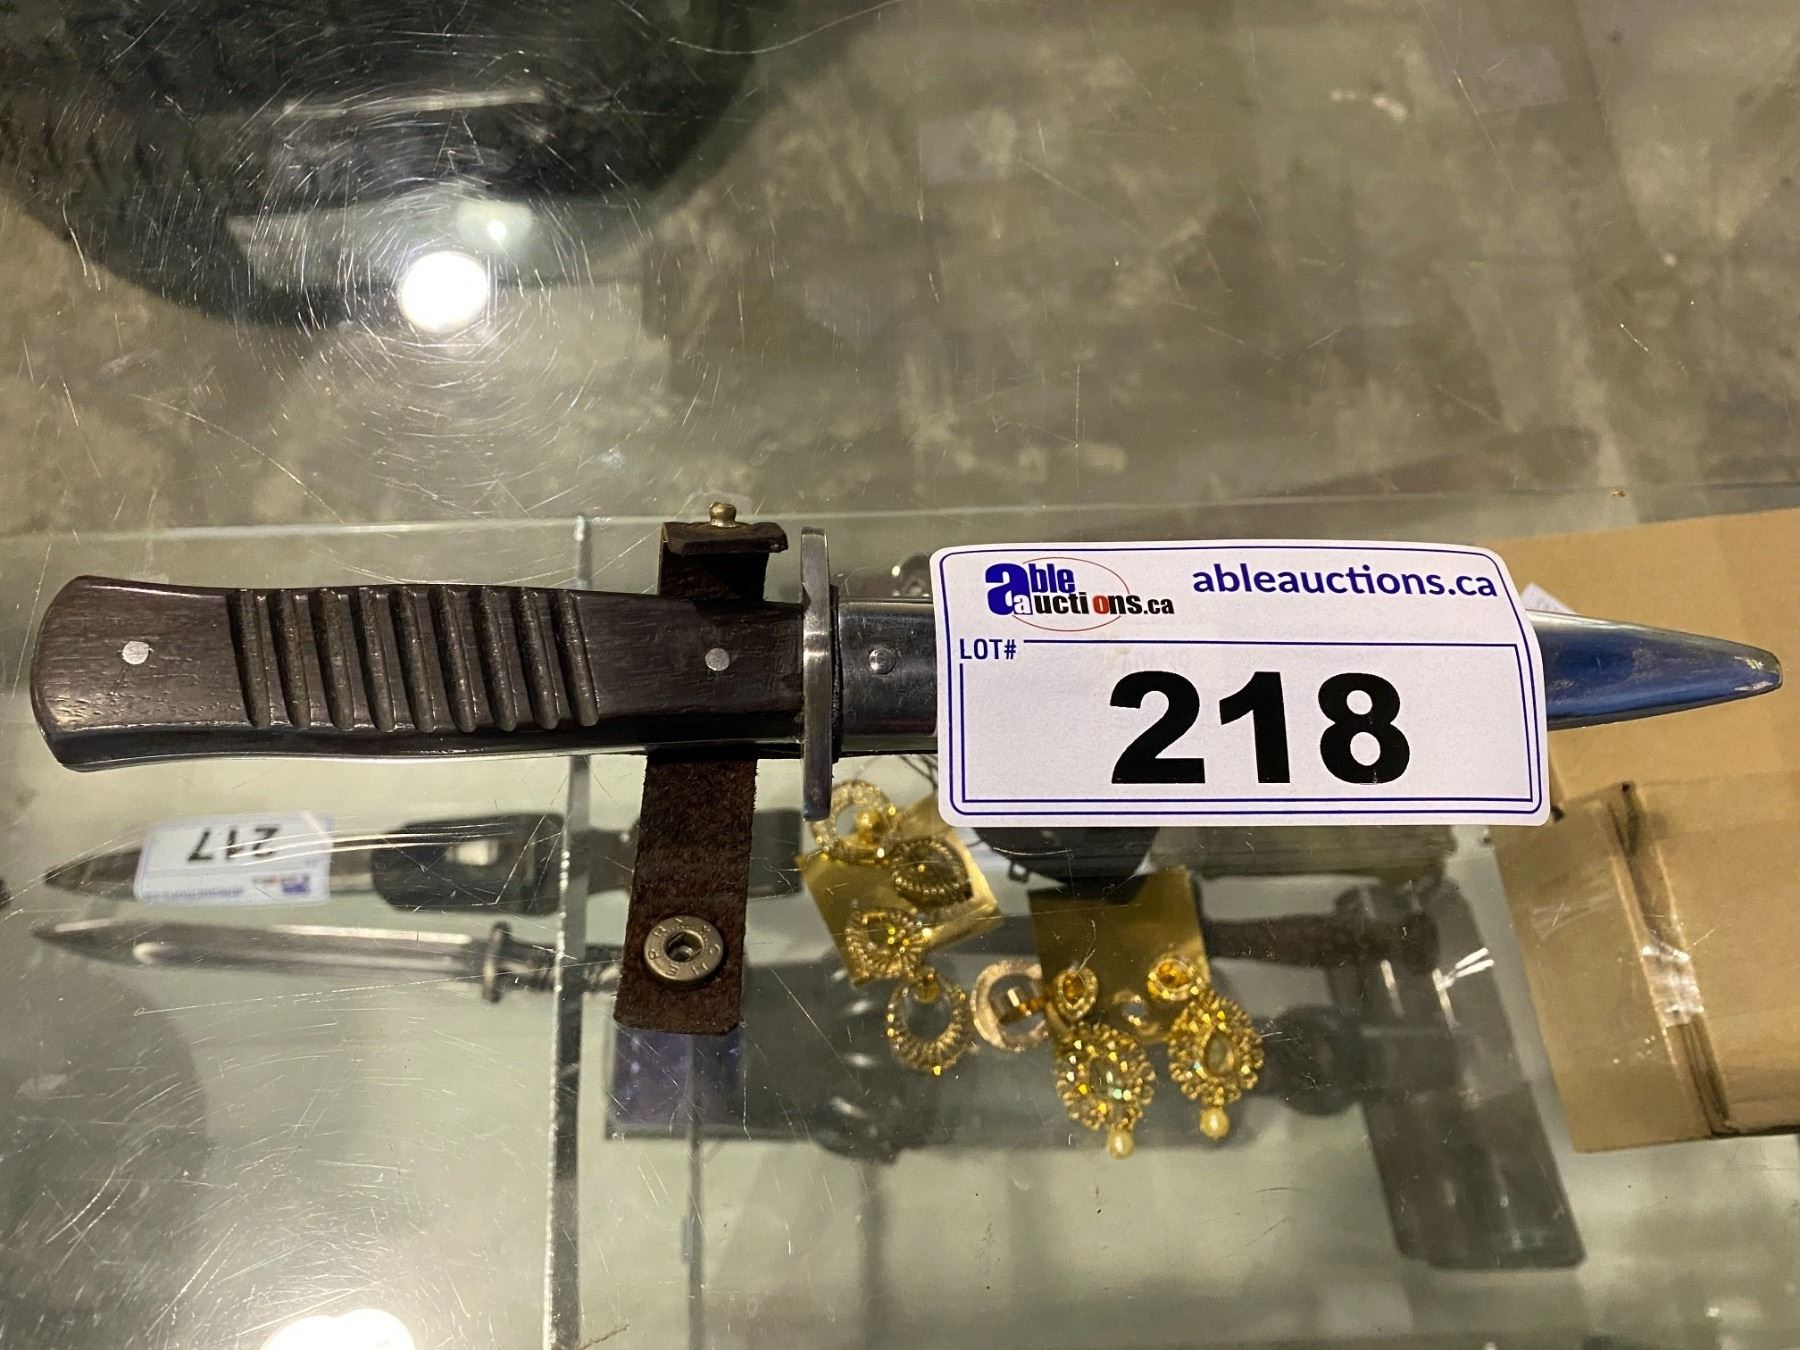 able auctions.ca
ableauctions.ca
LOT#
218
217